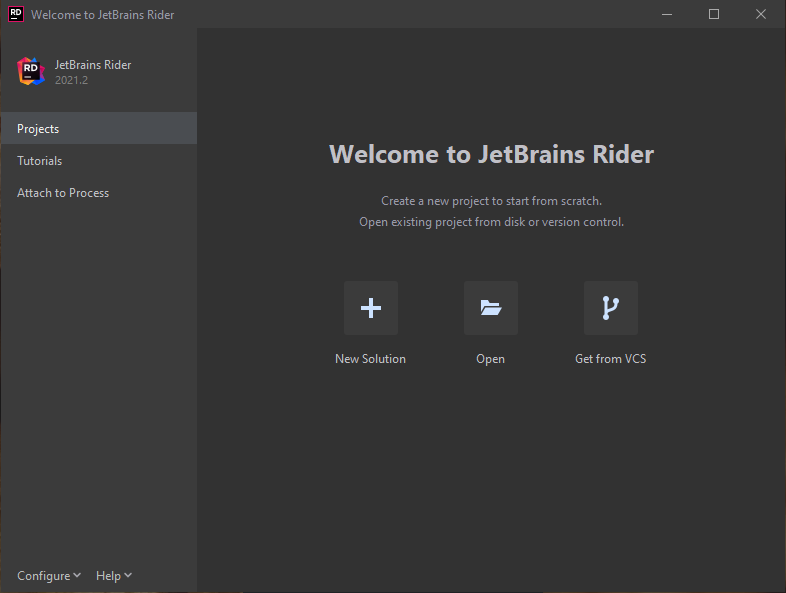 RD Welcome to JetBrains Rider
RD JetBrains Rider
2021.2
Projects
Tutorials
Attach to Process
Welcome to JetBrains Rider
Create a new project to start from scratch.
Open existing project from disk or version control.
New Solution Open Get from VCS
Configure Help